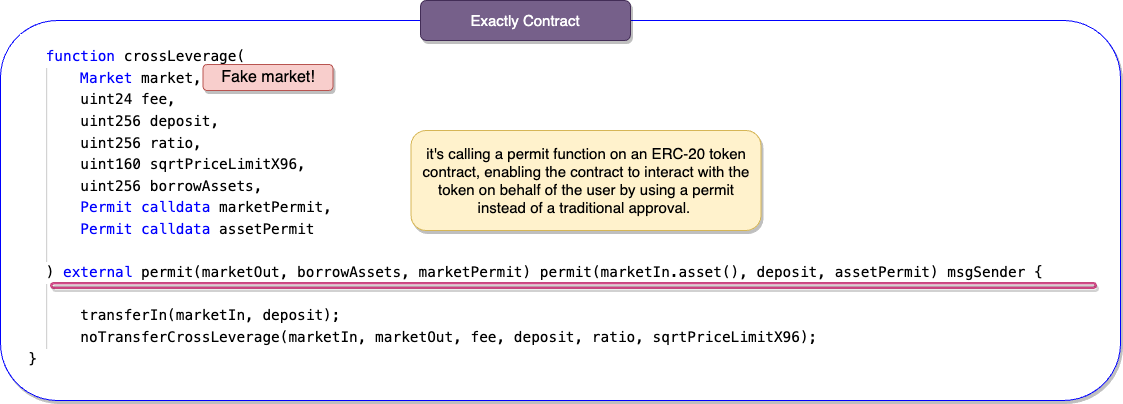 Exactly Contract
function crossLeverage(
Market market,
Fake market!
uint24 fee,
uint256 deposit,
uint256 ratio,
uint160 sqrtPriceLimitX96,
uint256 borrowAssets,
Permit calldata marketPermit,
Permit calldata assetPermit
it's calling a permit function on an ERC-20 token
contract, enabling the contract to interact with the
token on behalf of the user by using a permit
instead of a traditional approval.
) external permit(marketOut, borrowAssets, marketPermit) permit(marketIn.asset(), deposit, assetPermit) msgSender {
transferIn(marketIn, deposit);
noTransferCrossLeverage(marketIn, marketOut, fee, deposit, ratio, sqrtPriceLimitX96);
}